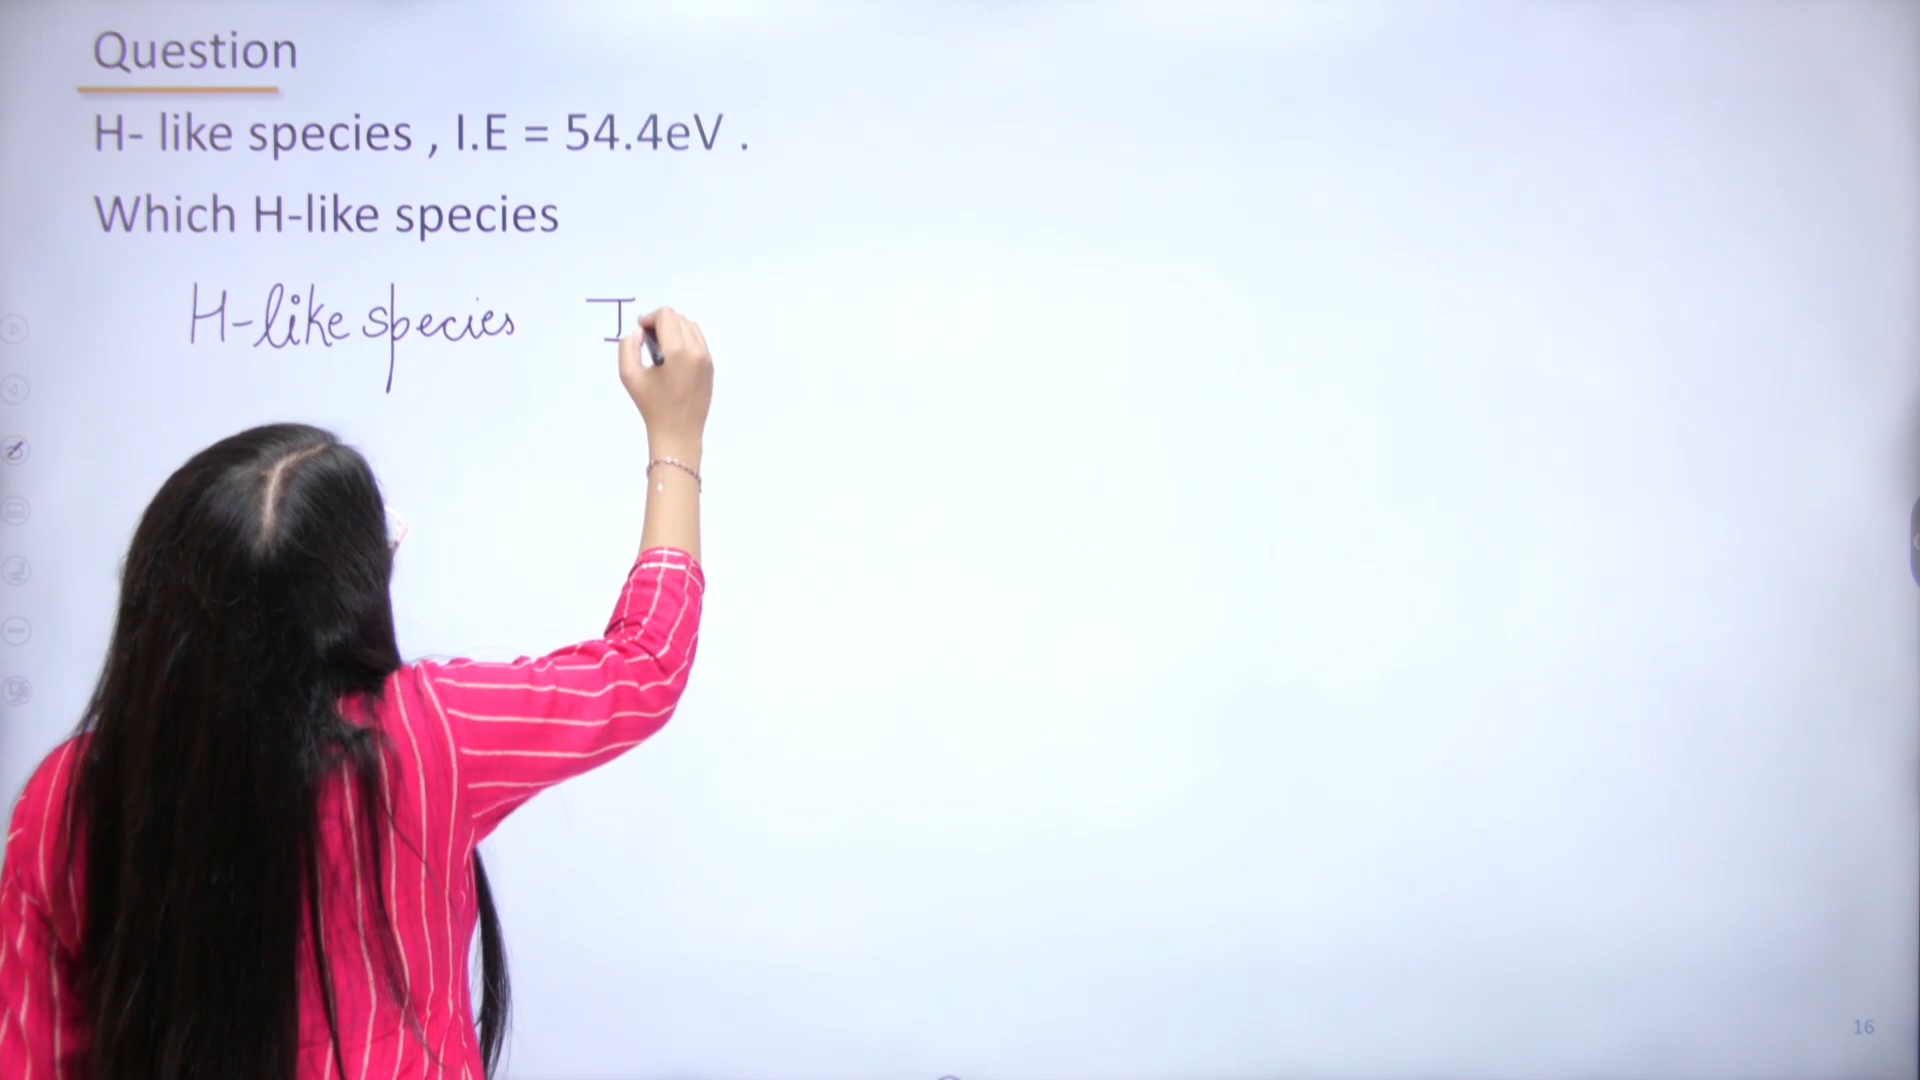 Question
H- like species , I.E = 54.4eV .
Which H-like species
H-like species I
16